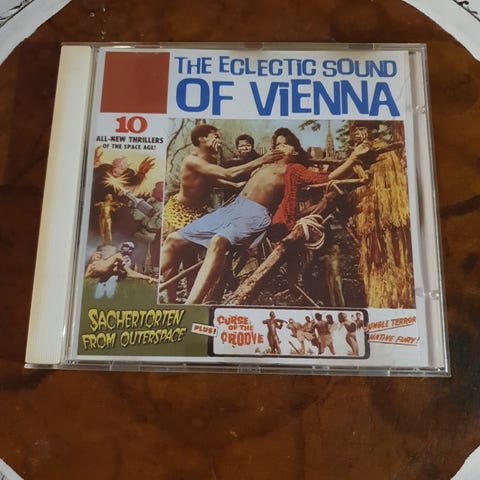 THE ECLECTIC SOUND
OF VIENNA
10
ALL-NEW THRILLERS
OF THE SPACE AGE!
SACHERTORTEN
FROM OUTERSPACE
PLUS!
CURSE
OF THE
GROOVE
JUNGLE TERROR
NATIVE FURY!